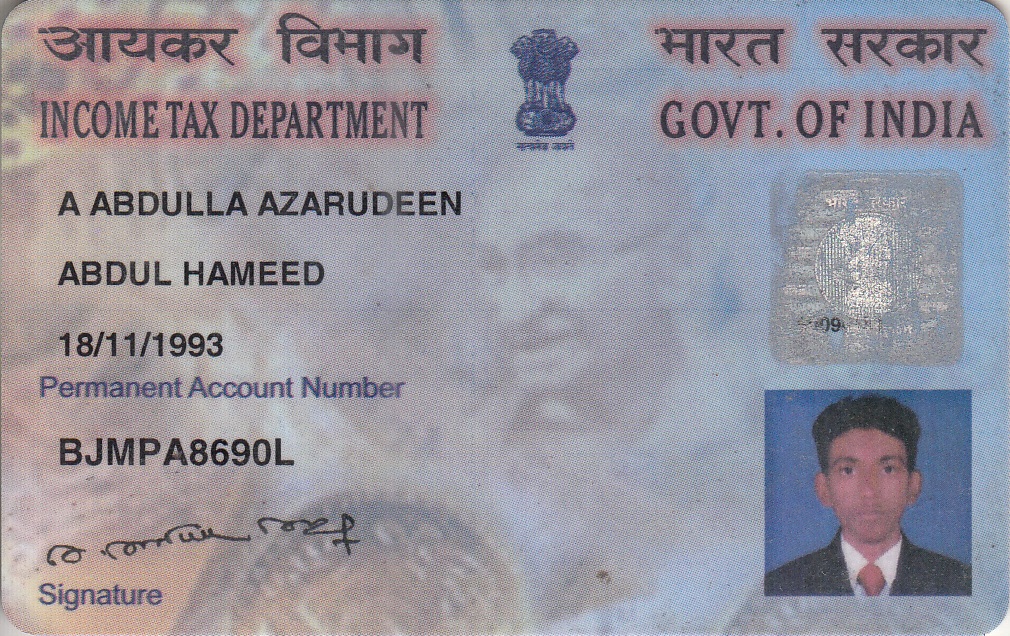 आयकर विभाग
INCOME TAX DEPARTMENT
भारत सरकार
GOVT. OF INDIA
सत्यमेव जयते
A ABDULLA AZARUDEEN
ABDUL HAMEED
18/11/1993
Permanent Account Number
BJMPA8690L
Signature